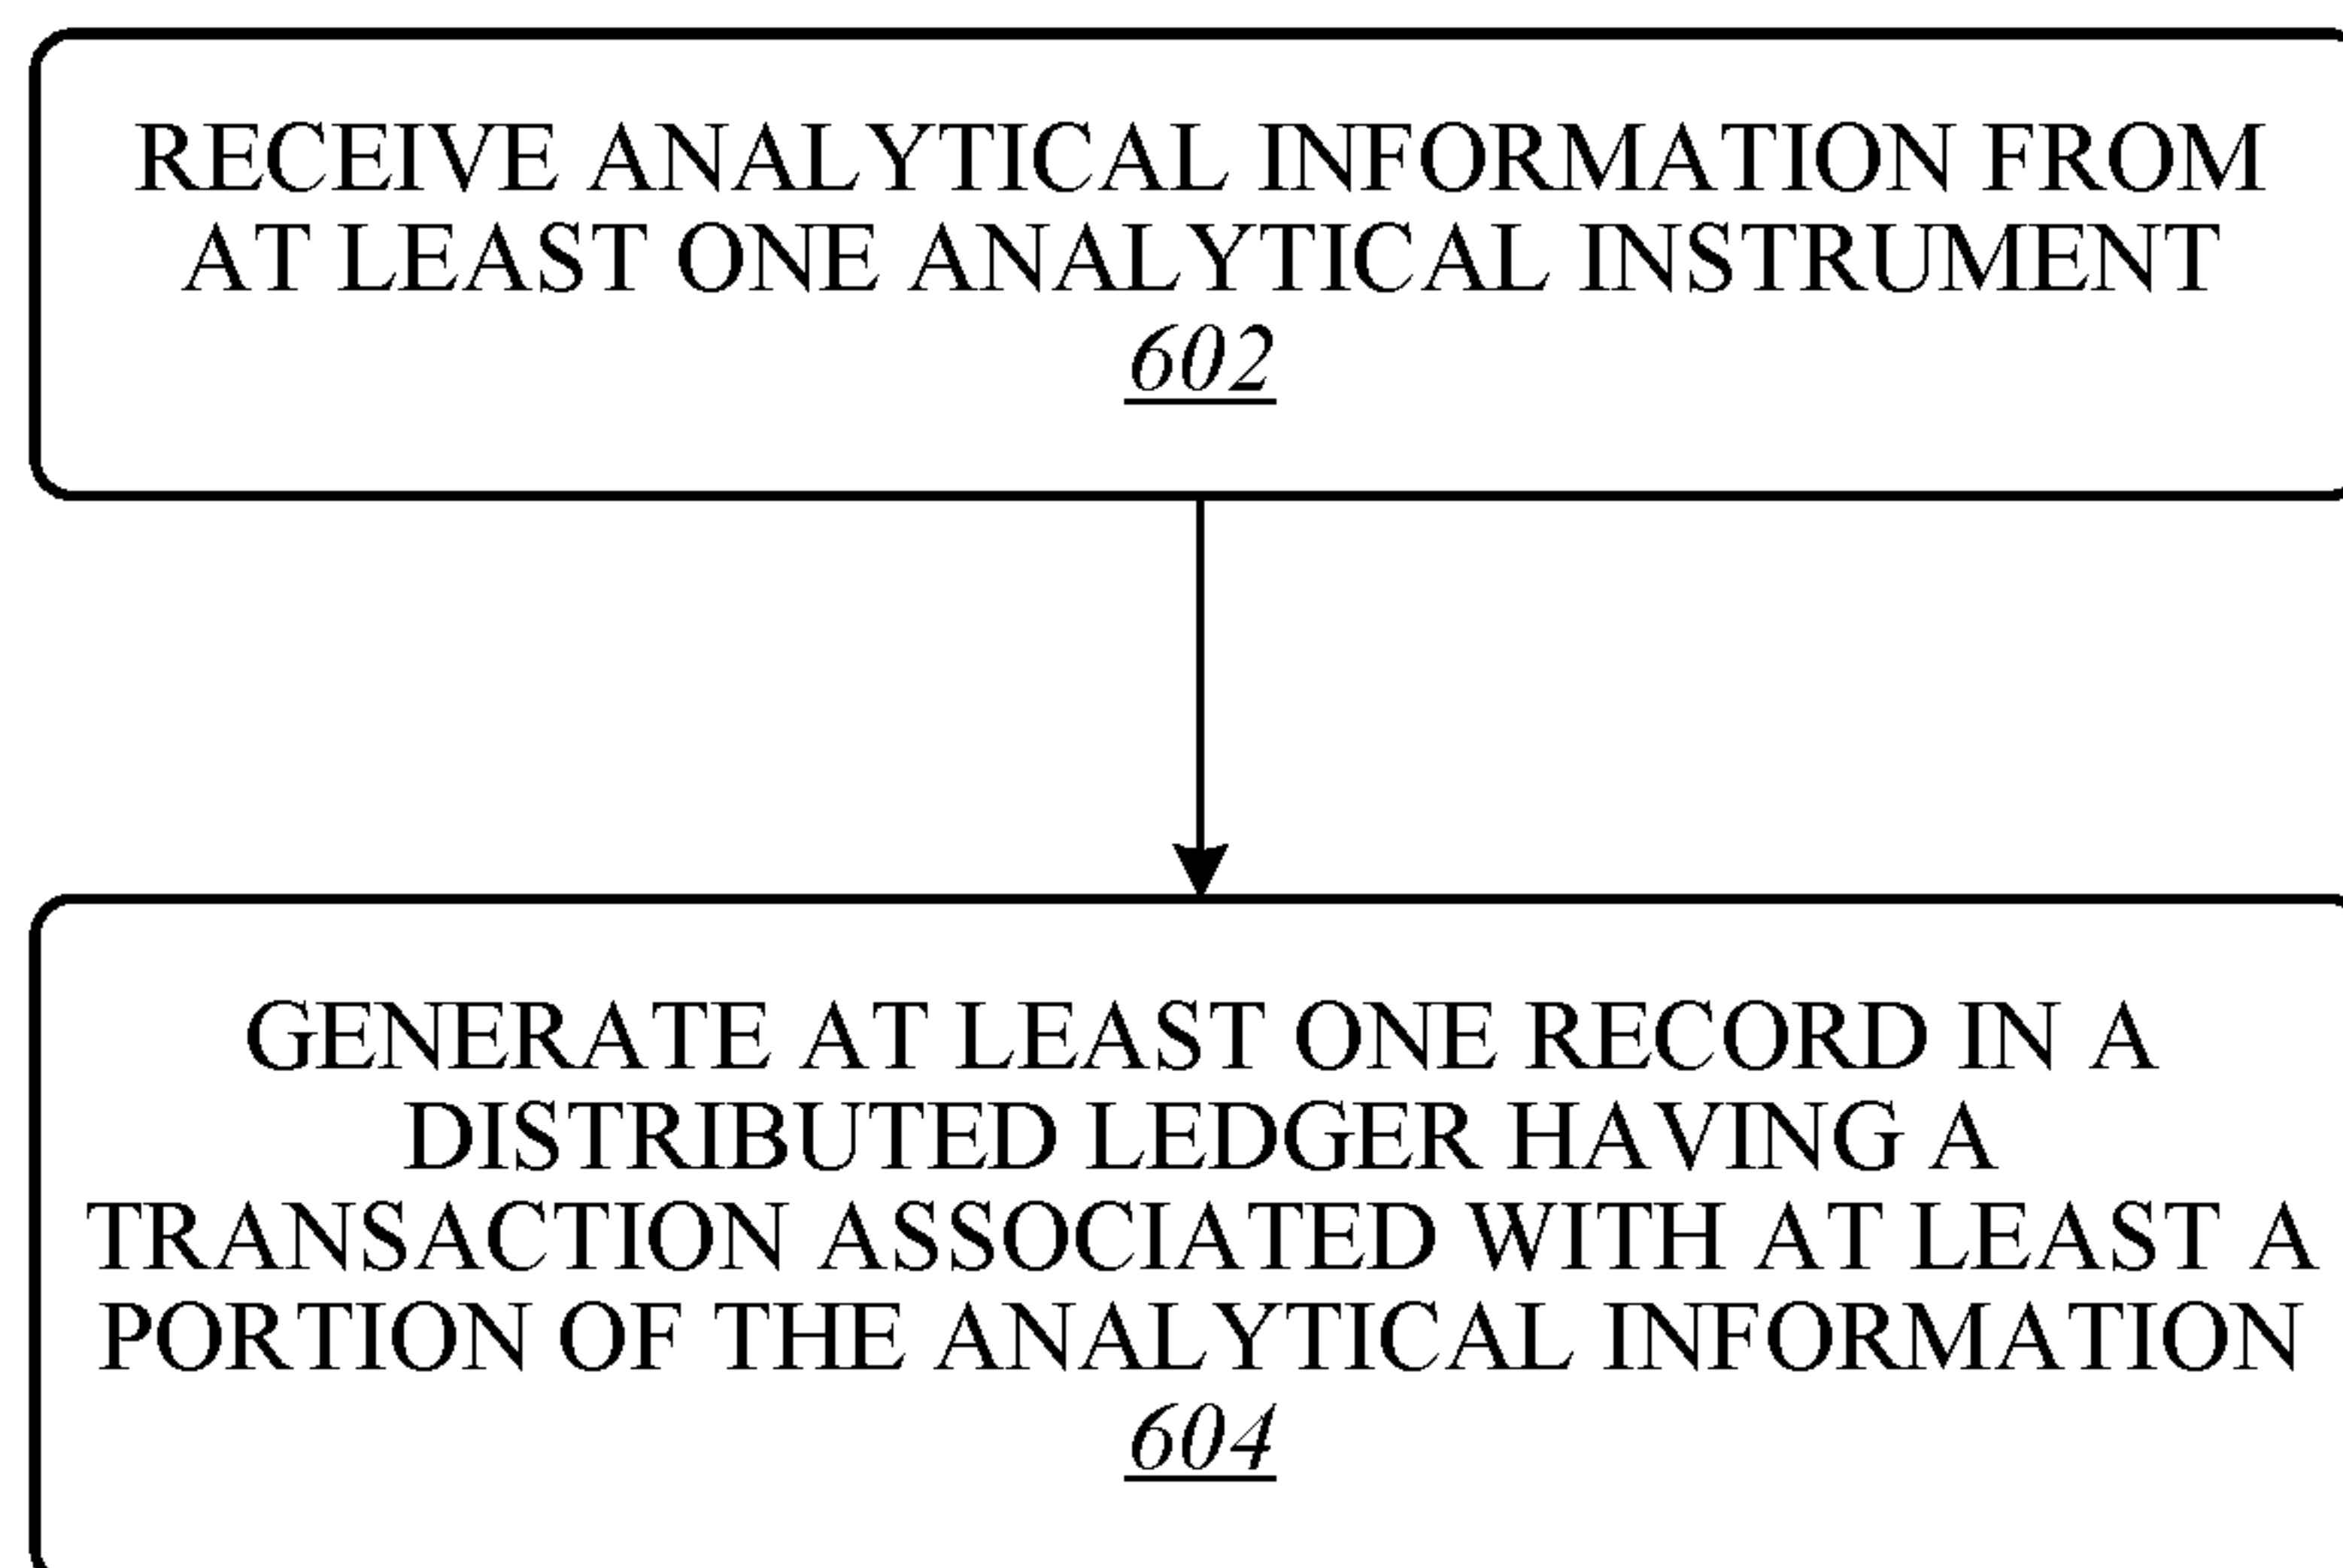 RECEIVE ANALYTICAL INFORMATION FROM
AT LEAST ONE ANALYTICAL INSTRUMENT
602
GENERATE AT LEAST ONE RECORD IN A
DISTRIBUTED LEDGER HAVING A
TRANSACTION ASSOCIATED WITH AT LEAST A
PORTION OF THE ANALYTICAL INFORMATION
604